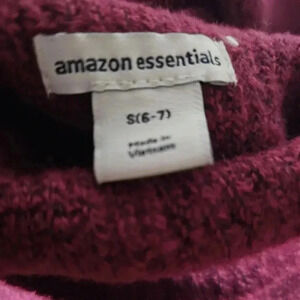 amazon essentials
S(6-7)
Made in
Vietnam